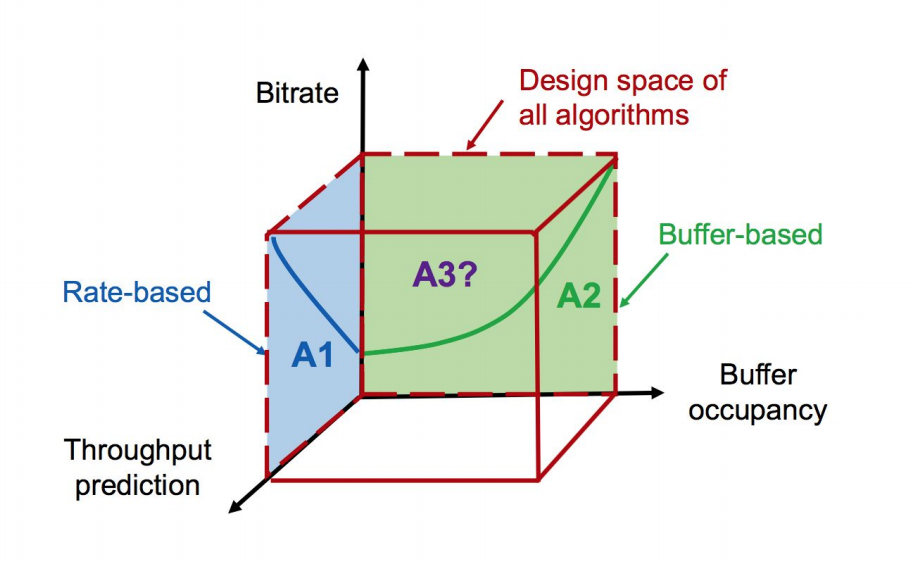 Bitrate
Design space of
all algorithms
Buffer-based
A3?
A2
Rate-based
A1
Buffer
occupancy
Throughput
prediction